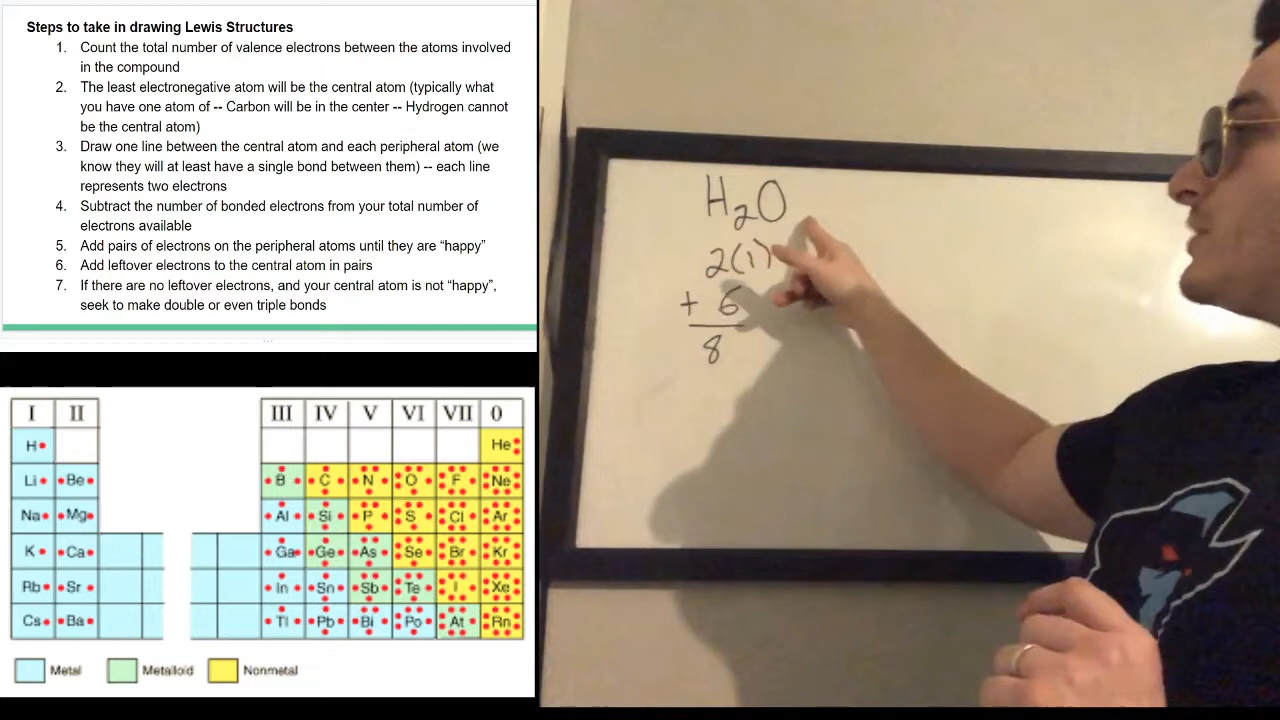 Steps to take in drawing Lewis Structures
1. Count the total number of valence electrons between the atoms involved
in the compound
2. The least electronegative atom will be the central atom (typically what
you have one atom of -- Carbon will be in the center -- Hydrogen cannot
be the central atom)
3. Draw one line between the central atom and each peripheral atom (we
know they will at least have a single bond between them) -- each line
represents two electrons
4. Subtract the number of bonded electrons from your total number of
electrons available
5. Add pairs of electrons on the peripheral atoms until they are “happy”
6. Add leftover electrons to the central atom in pairs
7. If there are no leftover electrons, and your central atom is not “happy”,
seek to make double or even triple bonds
I II III IV V VI VII 0
H He
Li Be B C N O F Ne
Na Mg Al Si P S Cl Ar
K Ca Ga Ge As Se Br Kr
Rb Sr In Sn Sb Te I Xe
Cs Ba Tl Pb Bi Po At Rn
Metal Metalloid Nonmetal
H₂O
2(1)
+ 6
8